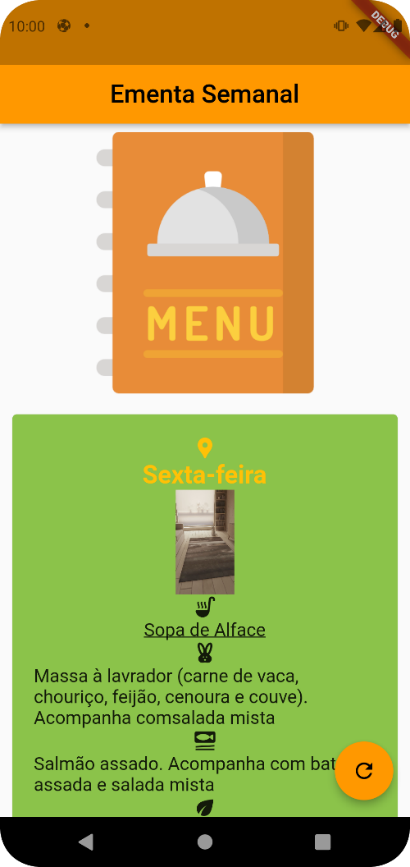 10:00
DEBUG
Ementa Semanal
MENU
Sexta-feira
Sopa de Alface
Massa à lavrador (carne de vaca,
chouriço, feijão, cenoura e couve).
Acompanha comsalada mista
Salmão assado. Acompanha com bat
assada e salada mista